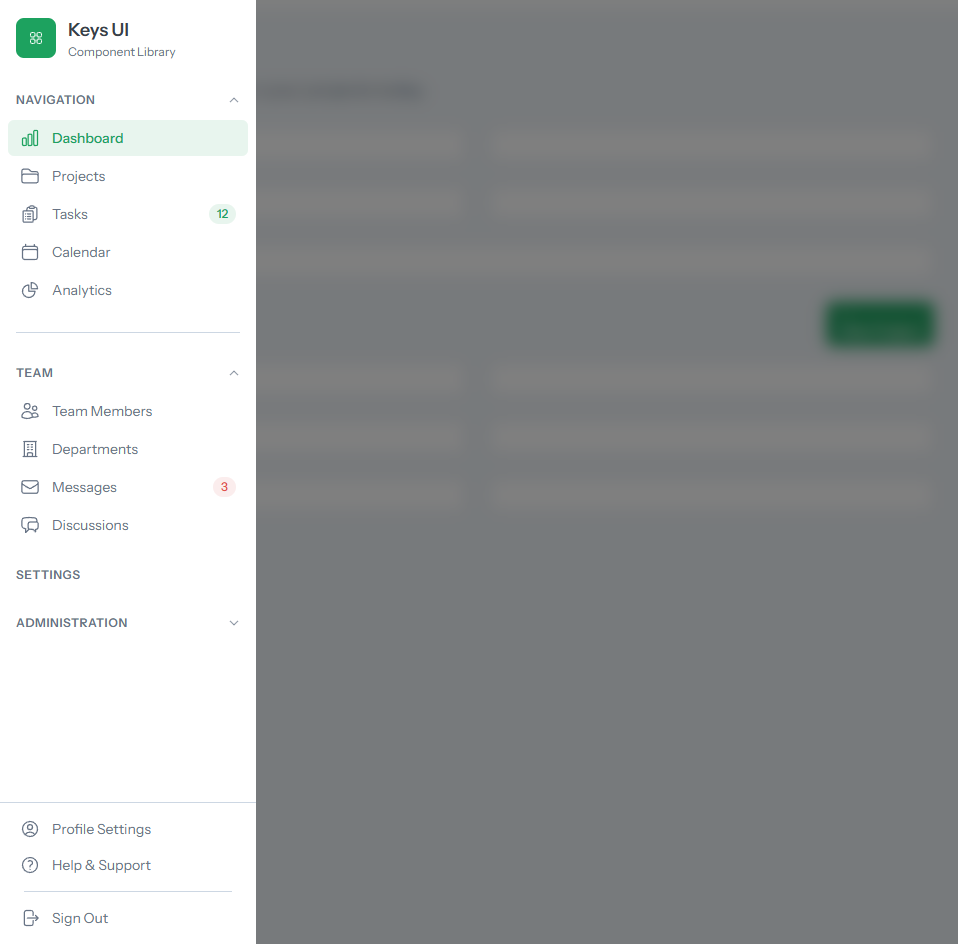 Keys UI
Component Library
NAVIGATION
Dashboard
Projects
Tasks 12
Calendar
Analytics
TEAM
Team Members
Departments
Messages 3
Discussions
SETTINGS
ADMINISTRATION
Profile Settings
Help & Support
Sign Out